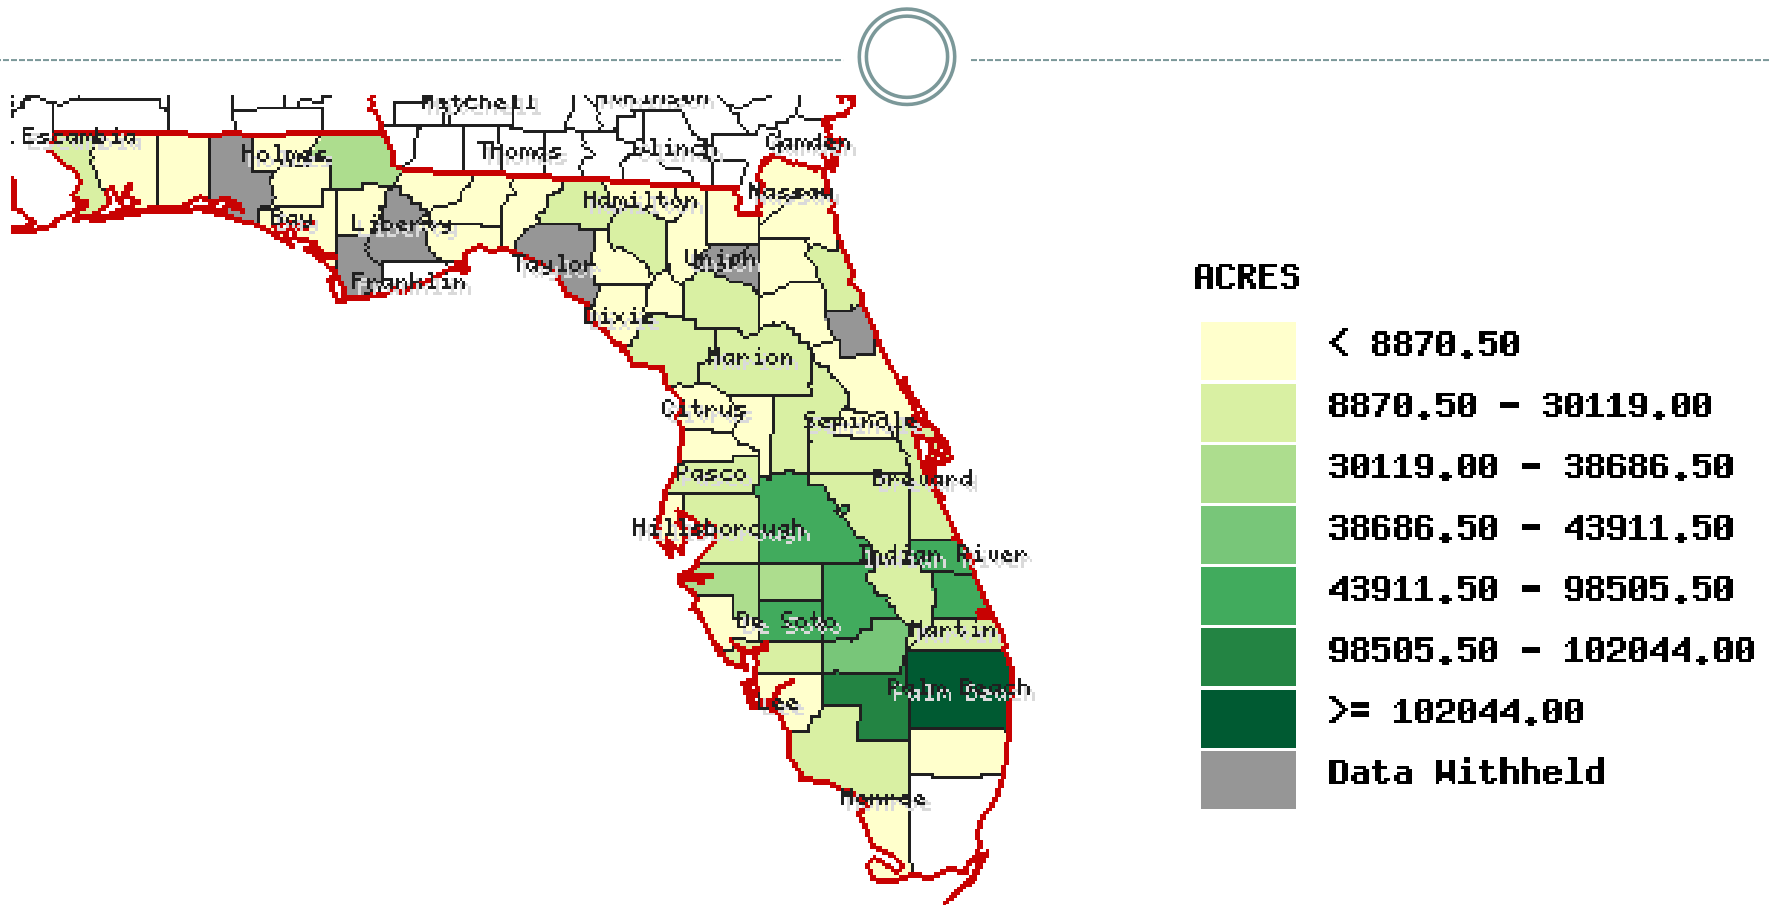 Mitchell
Escambia
Camden
Holmes
Thomas
Clinch
Nassau
Hamilton
Bay
Liberty
Taylor
Union
Franklin
Dixie
Marion
Citrus
Seminole
Pasco
Brevard
Hillsborough
Indian River
De Soto
Martin
Palm Beach
Lee
Monroe
ACRES
< 8870.50
8870.50 - 30119.00
30119.00 - 38686.50
38686.50 - 43911.50
43911.50 - 98505.50
98505.50 - 102044.00
>= 102044.00
Data Withheld